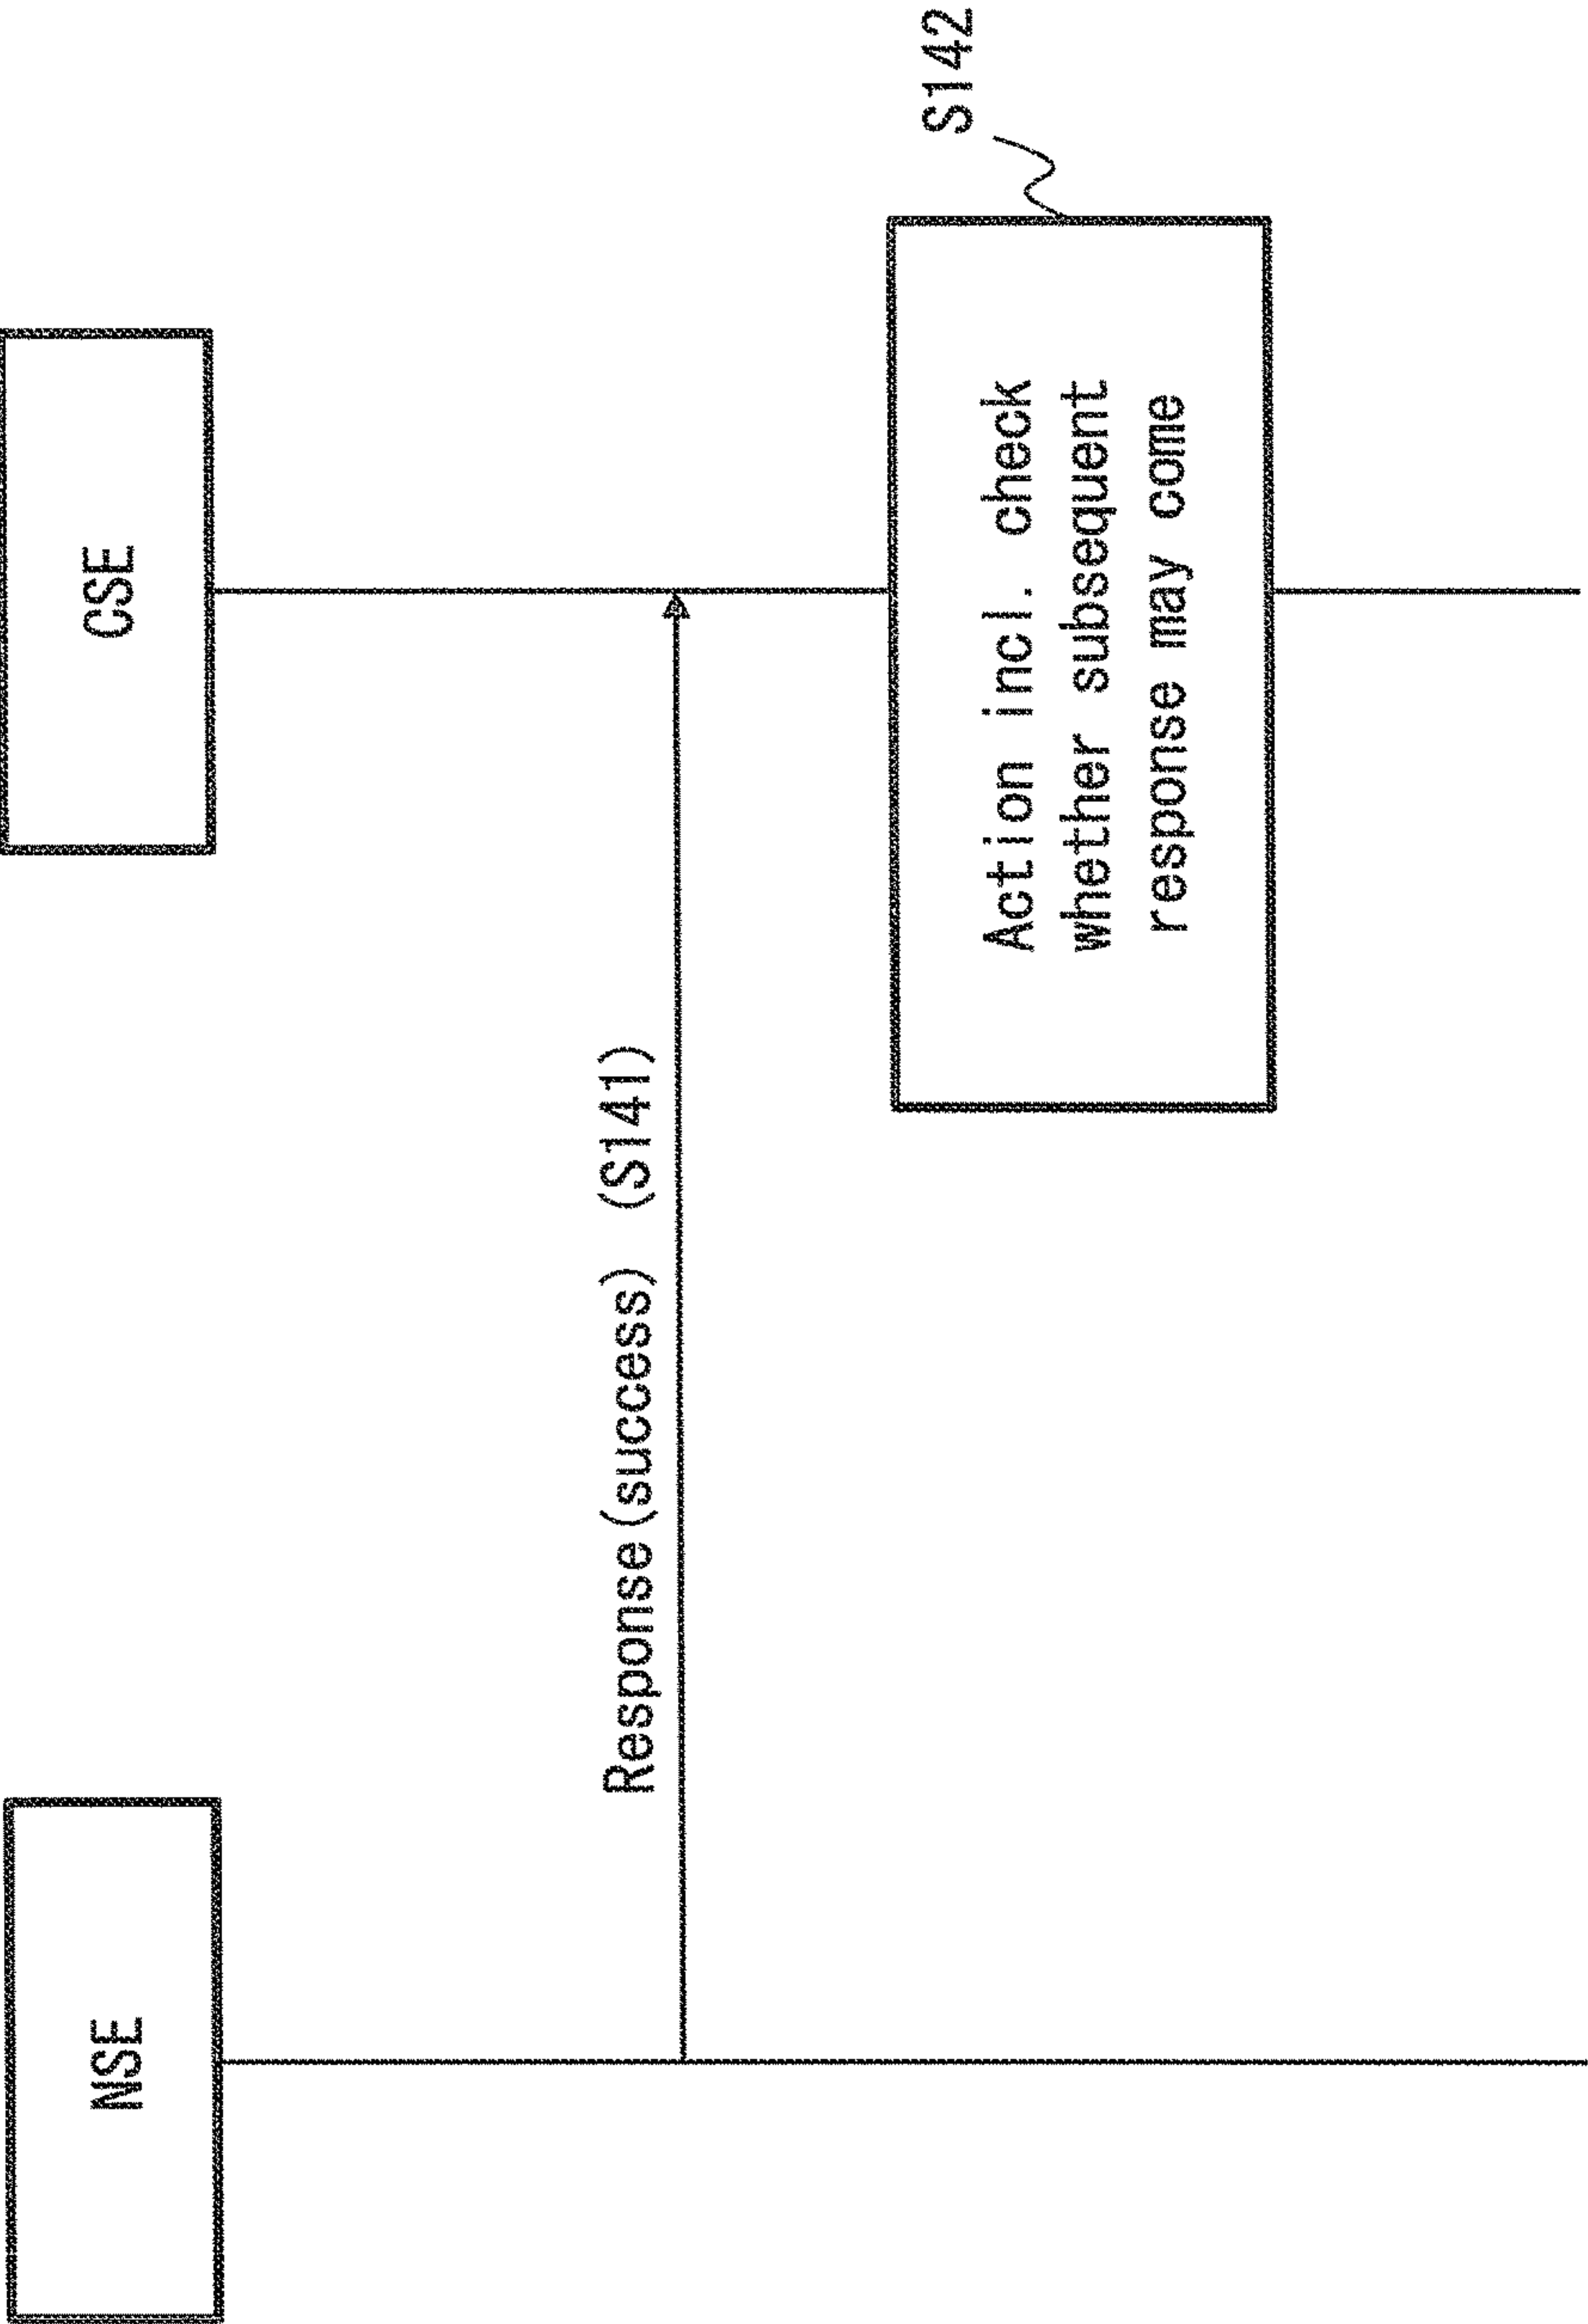 NSE
CSE
Response(success) (S141)
S142
Action incl. check
whether subsequent
response may come